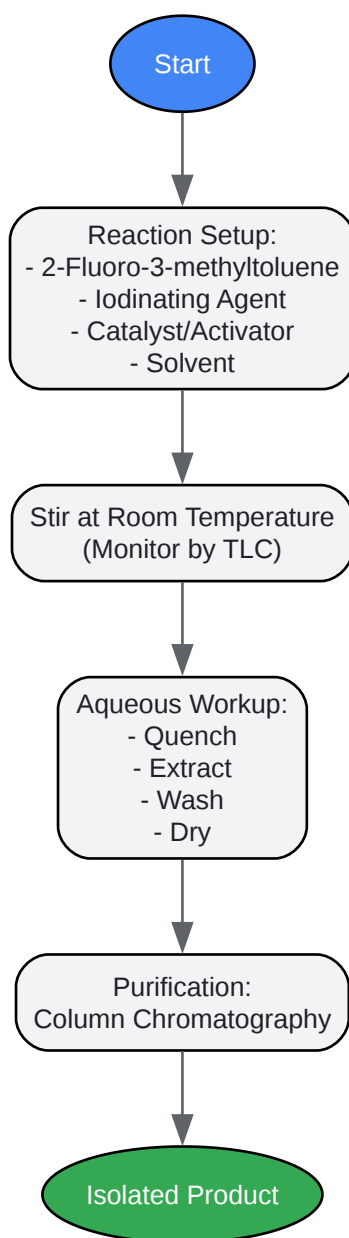 Start
Reaction Setup:
- 2-Fluoro-3-methyltoluene
- Iodinating Agent
- Catalyst/Activator
- Solvent
Stir at Room Temperature
(Monitor by TLC)
Aqueous Workup:
- Quench
- Extract
- Wash
- Dry
Purification:
Column Chromatography
Isolated Product